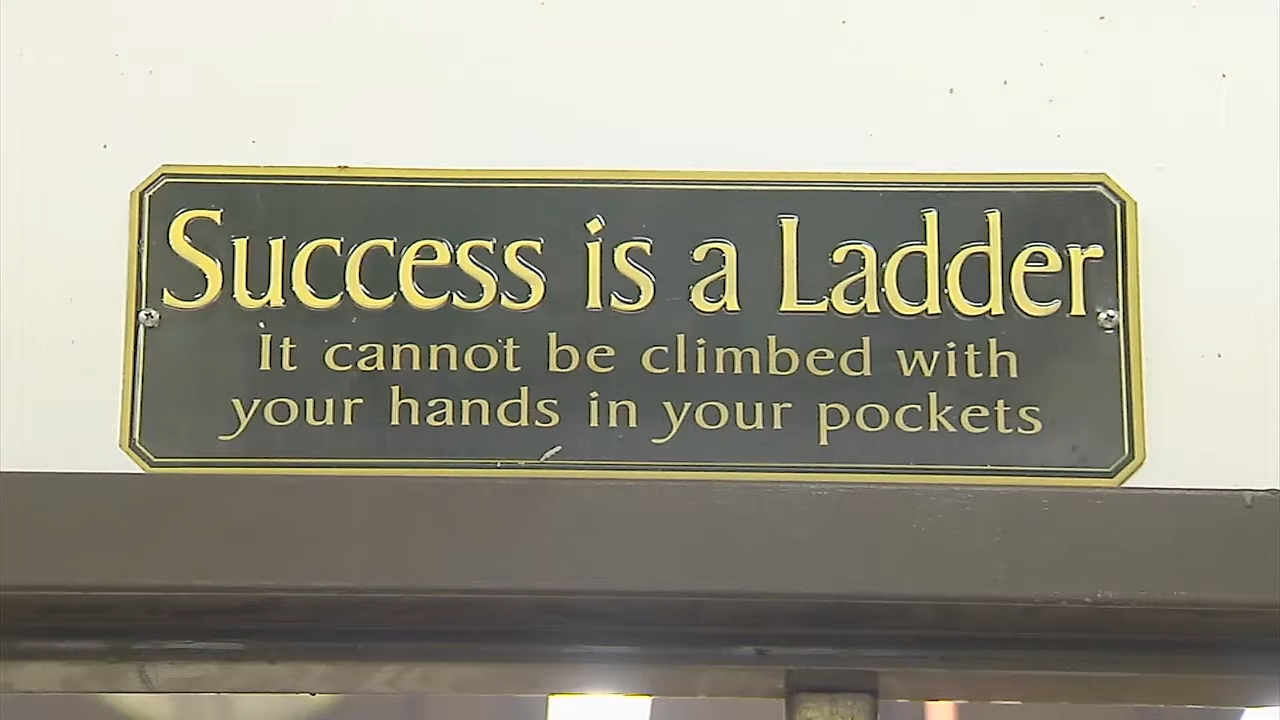 Success is a Ladder
It cannot be climbed with
your hands in your pockets